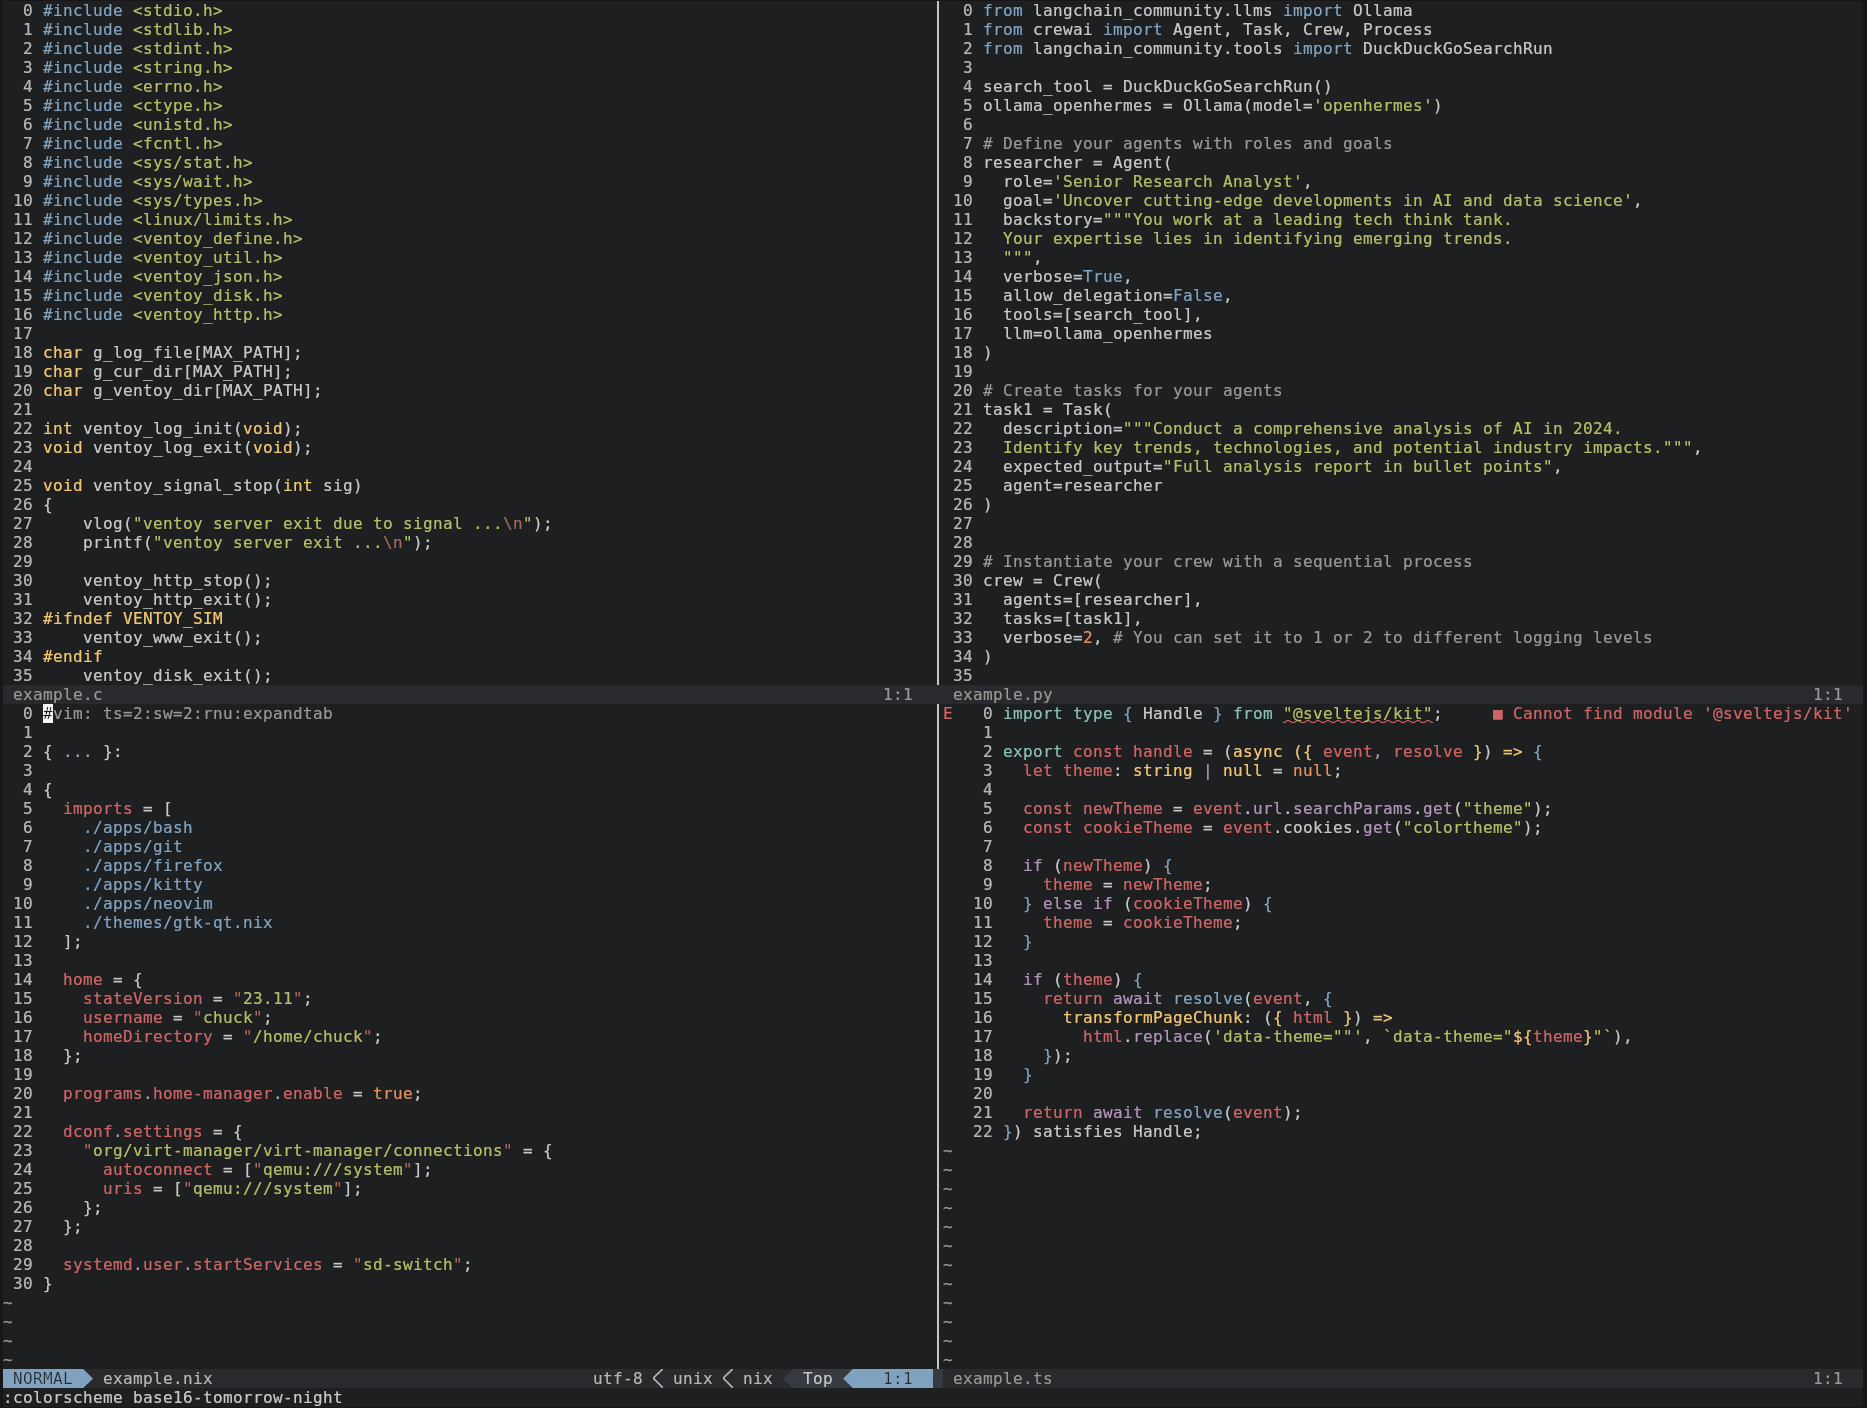 0 #include <stdio.h>
1 #include <stdlib.h>
2 #include <stdint.h>
3 #include <string.h>
4 #include <errno.h>
5 #include <ctype.h>
6 #include <unistd.h>
7 #include <fcntl.h>
8 #include <sys/stat.h>
9 #include <sys/wait.h>
10 #include <sys/types.h>
11 #include <linux/limits.h>
12 #include <ventoy_define.h>
13 #include <ventoy_util.h>
14 #include <ventoy_json.h>
15 #include <ventoy_disk.h>
16 #include <ventoy_http.h>
17
18 char g_log_file[MAX_PATH];
19 char g_cur_dir[MAX_PATH];
20 char g_ventoy_dir[MAX_PATH];
21
22 int ventoy_log_init(void);
23 void ventoy_log_exit(void);
24
25 void ventoy_signal_stop(int sig)
26 {
27     vlog("ventoy server exit due to signal ...\n");
28     printf("ventoy server exit ...\n");
29
30     ventoy_http_stop();
31     ventoy_http_exit();
32 #ifndef VENTOY_SIM
33     ventoy_www_exit();
34 #endif
35     ventoy_disk_exit();
example.c 1:1
0 from langchain_community.llms import Ollama
1 from crewai import Agent, Task, Crew, Process
2 from langchain_community.tools import DuckDuckGoSearchRun
3
4 search_tool = DuckDuckGoSearchRun()
5 ollama_openhermes = Ollama(model='openhermes')
6
7 # Define your agents with roles and goals
8 researcher = Agent(
9   role='Senior Research Analyst',
10   goal='Uncover cutting-edge developments in AI and data science',
11   backstory="""You work at a leading tech think tank.
12   Your expertise lies in identifying emerging trends.
13   """,
14   verbose=True,
15   allow_delegation=False,
16   tools=[search_tool],
17   llm=ollama_openhermes
18 )
19
20 # Create tasks for your agents
21 task1 = Task(
22   description="""Conduct a comprehensive analysis of AI in 2024.
23   Identify key trends, technologies, and potential industry impacts.""",
24   expected_output="Full analysis report in bullet points",
25   agent=researcher
26 )
27
28
29 # Instantiate your crew with a sequential process
30 crew = Crew(
31   agents=[researcher],
32   tasks=[task1],
33   verbose=2, # You can set it to 1 or 2 to different logging levels
34 )
35
example.py 1:1
0 #vim: ts=2:sw=2:rnu:expandtab
1
2 { ... }:
3
4 {
5   imports = [
6     ./apps/bash
7     ./apps/git
8     ./apps/firefox
9     ./apps/kitty
10     ./apps/neovim
11     ./themes/gtk-qt.nix
12   ];
13
14   home = {
15     stateVersion = "23.11";
16     username = "chuck";
17     homeDirectory = "/home/chuck";
18   };
19
20   programs.home-manager.enable = true;
21
22   dconf.settings = {
23     "org/virt-manager/virt-manager/connections" = {
24       autoconnect = ["qemu:///system"];
25       uris = ["qemu:///system"];
26     };
27   };
28
29   systemd.user.startServices = "sd-switch";
30 }
~
~
~
~
NORMAL example.nix utf-8 unix nix Top 1:1
E 0 import type { Handle } from "@sveltejs/kit";     ■ Cannot find module '@sveltejs/kit'
1
2 export const handle = (async ({ event, resolve }) => {
3   let theme: string | null = null;
4
5   const newTheme = event.url.searchParams.get("theme");
6   const cookieTheme = event.cookies.get("colortheme");
7
8   if (newTheme) {
9     theme = newTheme;
10   } else if (cookieTheme) {
11     theme = cookieTheme;
12   }
13
14   if (theme) {
15     return await resolve(event, {
16       transformPageChunk: ({ html }) =>
17         html.replace('data-theme=""', `data-theme="${theme}"`),
18     });
19   }
20
21   return await resolve(event);
22 }) satisfies Handle;
~
~
~
~
~
~
~
~
~
~
~
~
example.ts 1:1
:colorscheme base16-tomorrow-night